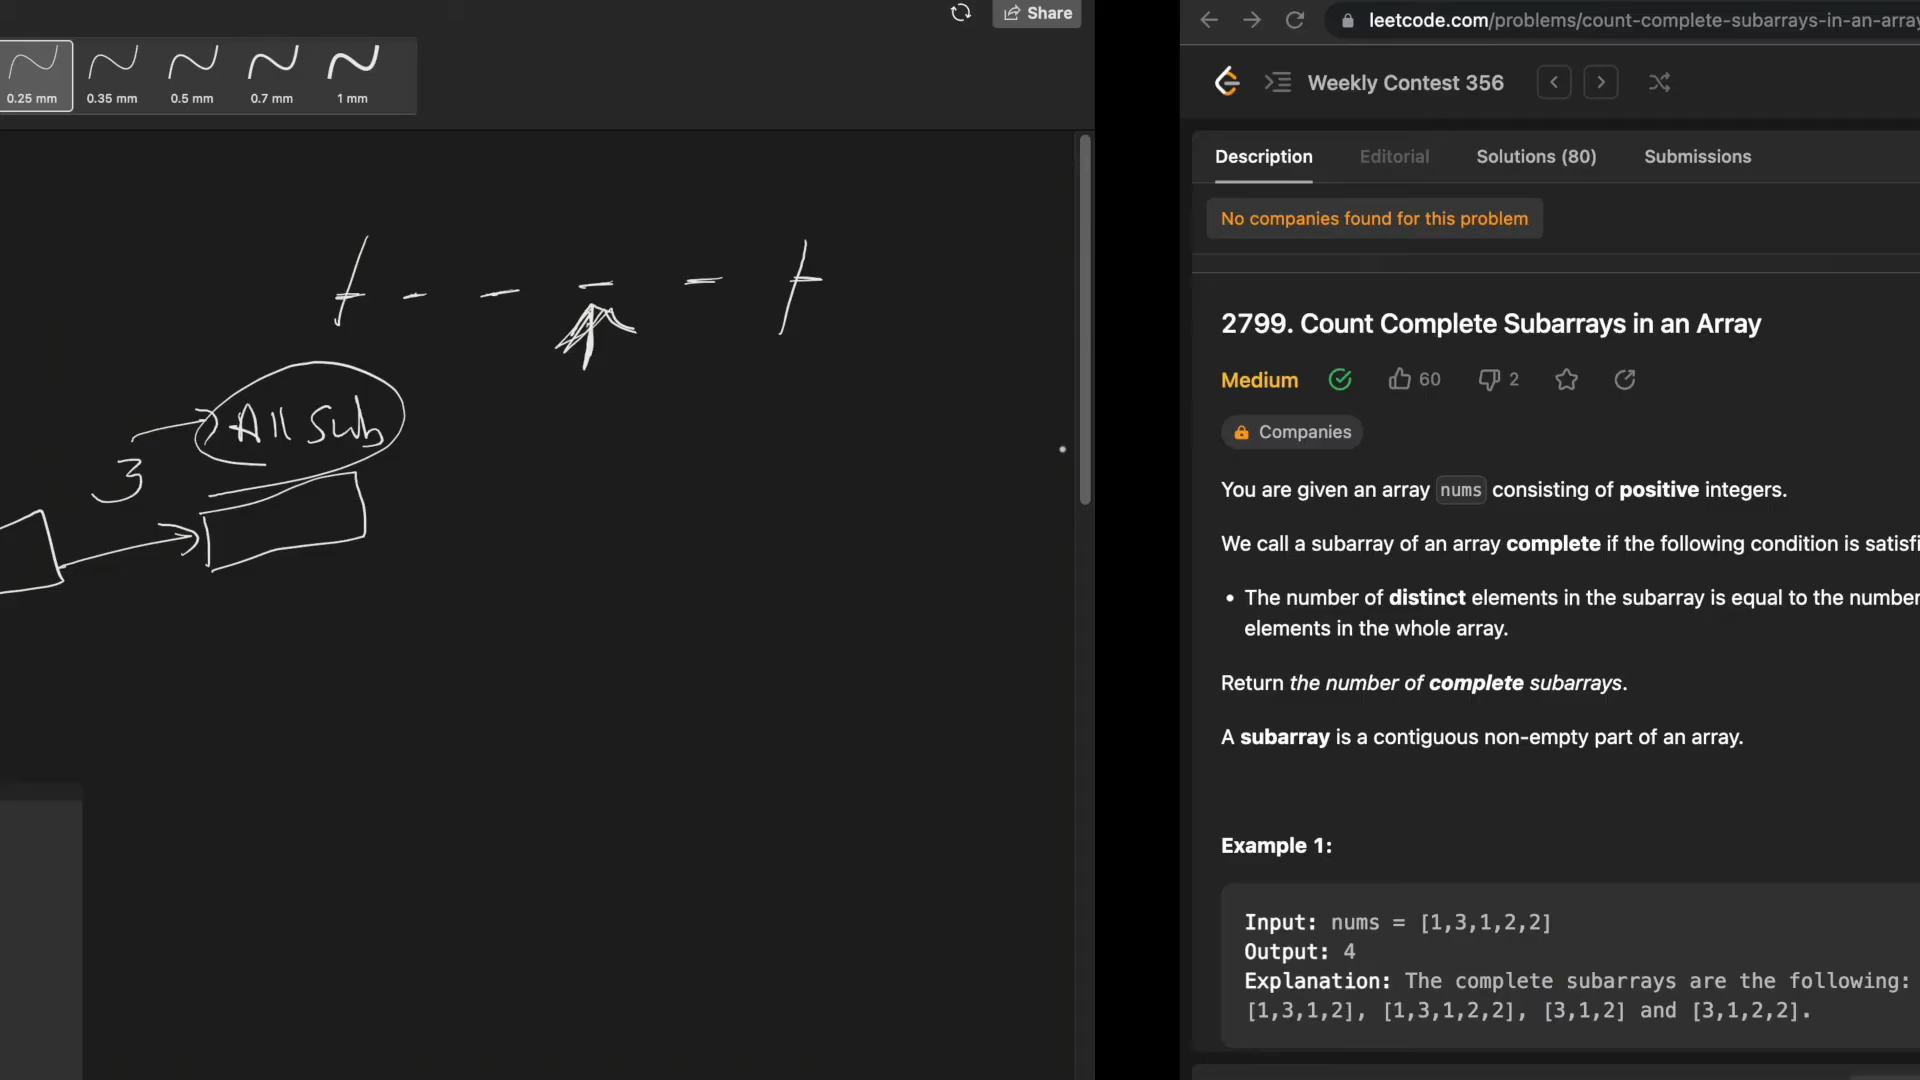 Share
0.25 mm 0.35 mm 0.5 mm 0.7 mm 1 mm
All Sub
3
leetcode.com/problems/count-complete-subarrays-in-an-array
Weekly Contest 356
Description Editorial Solutions (80) Submissions
No companies found for this problem
2799. Count Complete Subarrays in an Array
Medium 60 2
Companies
You are given an array nums consisting of positive integers.
We call a subarray of an array complete if the following condition is satisfi
• The number of distinct elements in the subarray is equal to the number
elements in the whole array.
Return the number of complete subarrays.
A subarray is a contiguous non-empty part of an array.
Example 1:
Input: nums = [1,3,1,2,2]
Output: 4
Explanation: The complete subarrays are the following:
[1,3,1,2], [1,3,1,2,2], [3,1,2] and [3,1,2,2].